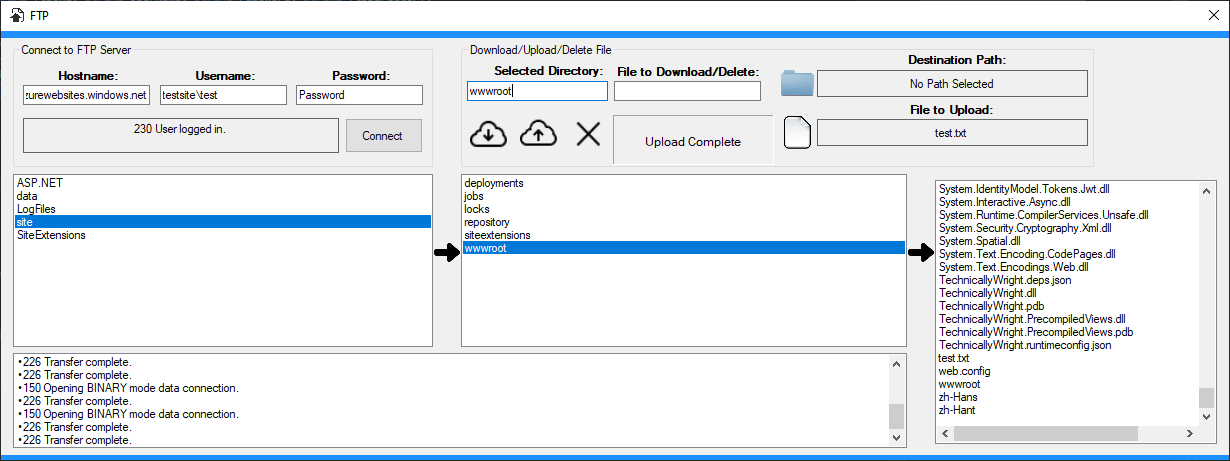 FTP
Connect to FTP Server
Hostname:
Username:
Password:
zurewebsites.windows.net
testsite\test
Password
230 User logged in.
Connect
Download/Upload/Delete File
Selected Directory:
File to Download/Delete:
wwwroot
Upload Complete
Destination Path:
No Path Selected
File to Upload:
test.txt
ASP.NET
data
LogFiles
site
SiteExtensions
deployments
jobs
locks
repository
siteextensions
wwwroot
System.IdentityModel.Tokens.Jwt.dll
System.Interactive.Async.dll
System.Runtime.CompilerServices.Unsafe.dll
System.Security.Cryptography.Xml.dll
System.Spatial.dll
System.Text.Encoding.CodePages.dll
System.Text.Encodings.Web.dll
TechnicallyWright.deps.json
TechnicallyWright.dll
TechnicallyWright.pdb
TechnicallyWright.PrecompiledViews.dll
TechnicallyWright.PrecompiledViews.pdb
TechnicallyWright.runtimeconfig.json
test.txt
web.config
wwwroot
zh-Hans
zh-Hant
•226 Transfer complete.
•226 Transfer complete.
•150 Opening BINARY mode data connection.
•226 Transfer complete.
•150 Opening BINARY mode data connection.
•226 Transfer complete.
•226 Transfer complete.